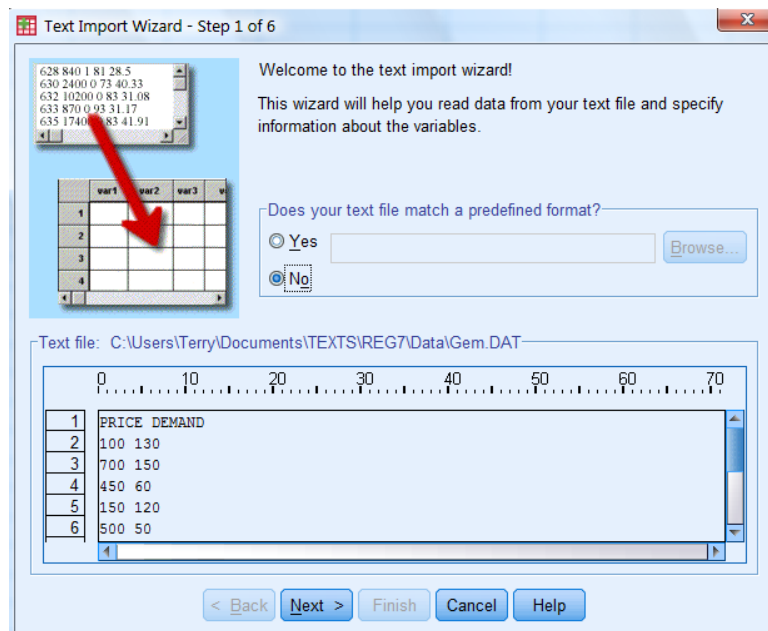 Text Import Wizard - Step 1 of 6
628 840 1 81 28.5
630 2400 0 73 40.33
632 10200 0 83 31.08
633 870 0 93 31.17
635 1740 83 41.91
var1 var2 var3 v
1
2
3
4
Welcome to the text import wizard!
This wizard will help you read data from your text file and specify
information about the variables.
Does your text file match a predefined format?
Yes
Browse...
No
Text file: C:\Users\Terry\Documents\TEXTS\REG7\Data\Gem.DAT
0 10 20 30 40 50 60 70
1 PRICE DEMAND
2 100 130
3 700 150
4 450 60
5 150 120
6 500 50
< Back Next > Finish Cancel Help